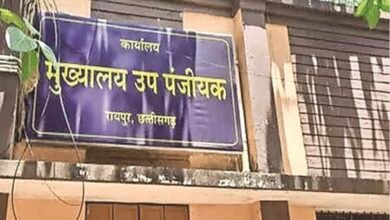 कार्यालय
मुख्यालय उप पंजीयक
रायपुर, छत्तीसगढ़